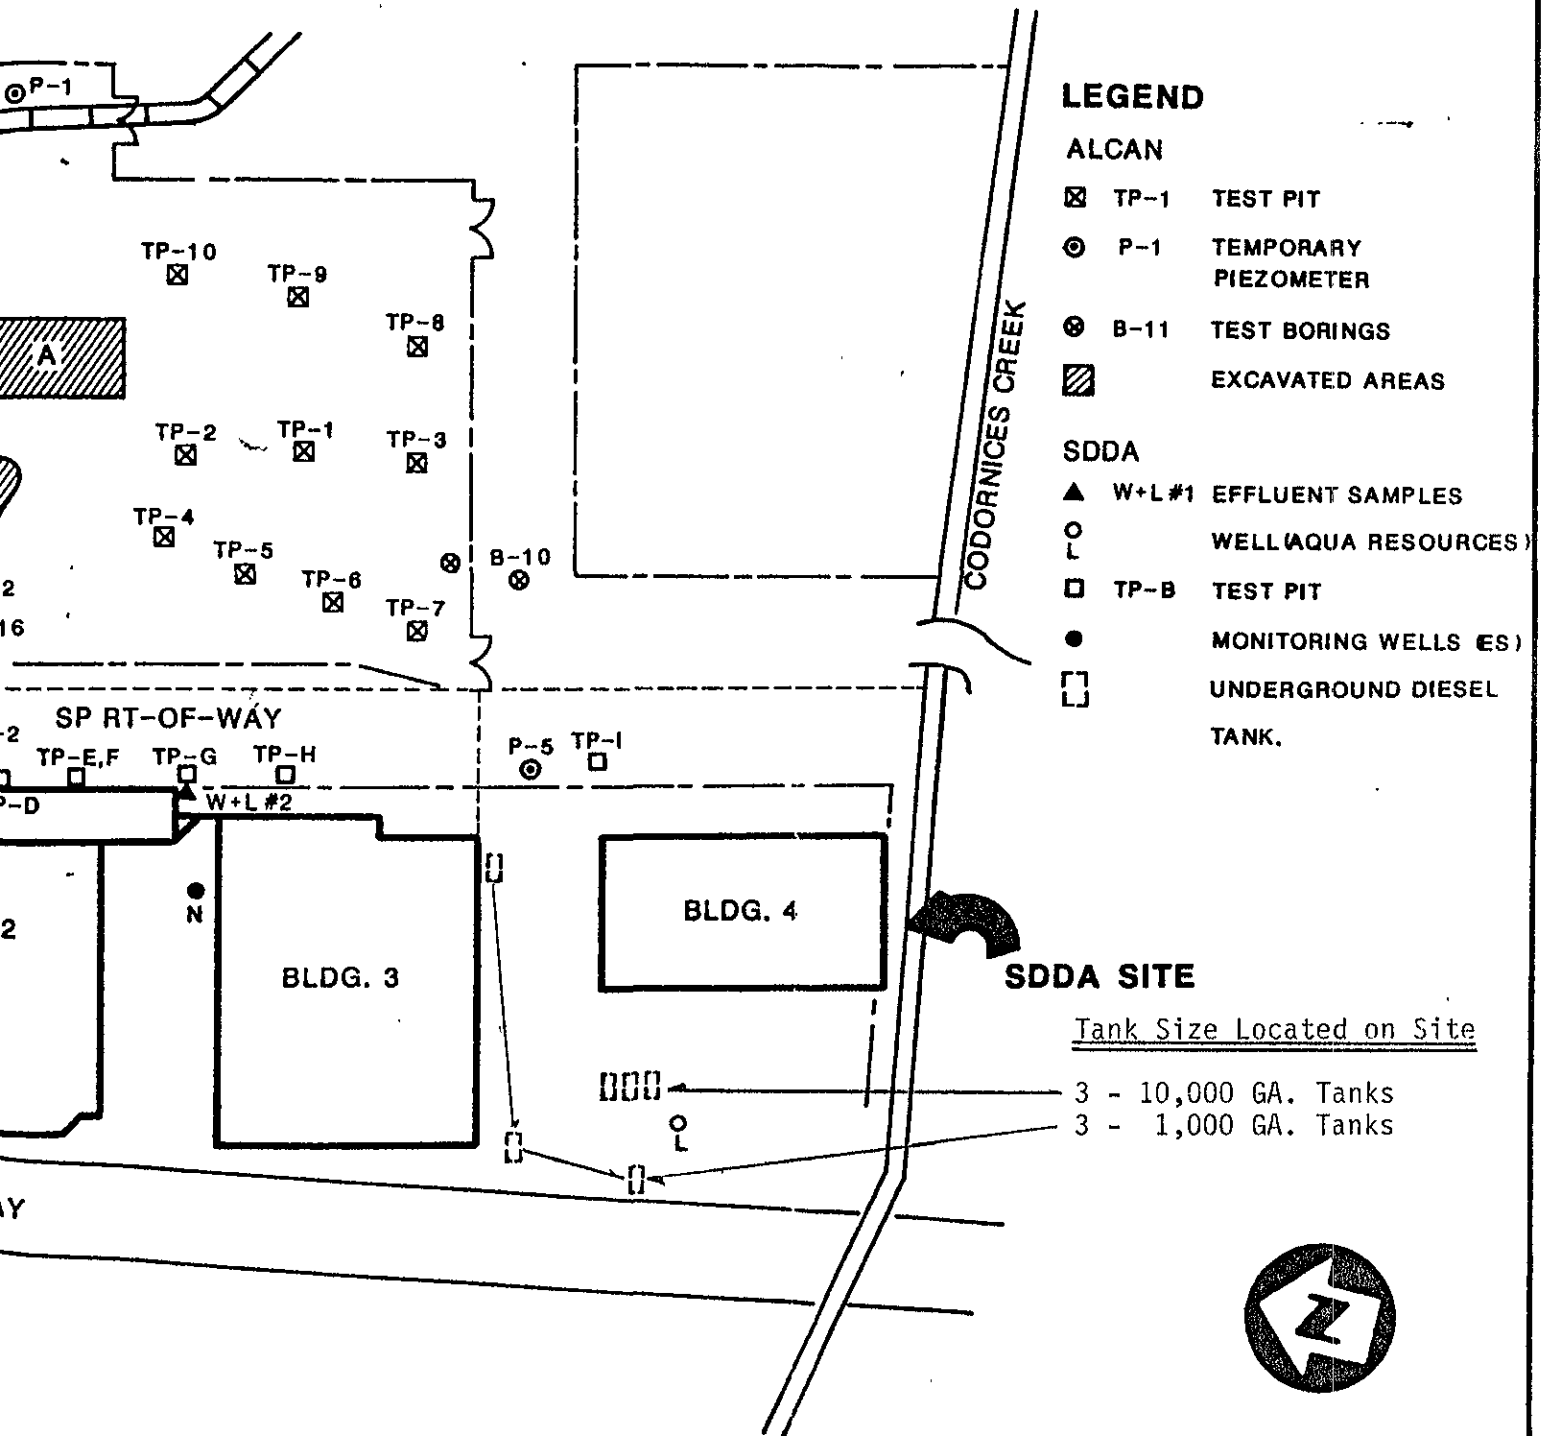 P-1
TP-10
TP-9
TP-8
A
TP-2
TP-1
TP-3
TP-4
TP-5
TP-6
TP-7
B-10
2
16
CODORNICES CREEK
LEGEND
ALCAN
TP-1 TEST PIT
P-1 TEMPORARY
PIEZOMETER
B-11 TEST BORINGS
EXCAVATED AREAS
SDDA
W+L #1 EFFLUENT SAMPLES
L WELL (AQUA RESOURCES)
TP-B TEST PIT
MONITORING WELLS (ES)
UNDERGROUND DIESEL
TANK.
SP RT-OF-WAY
-2
TP-E,F
TP-G
TP-H
P-5
TP-I
P-D
W+L #2
N
2
BLDG. 3
BLDG. 4
SDDA SITE
Tank Size Located on Site
3 - 10,000 GA. Tanks
3 - 1,000 GA. Tanks
L
AY
N